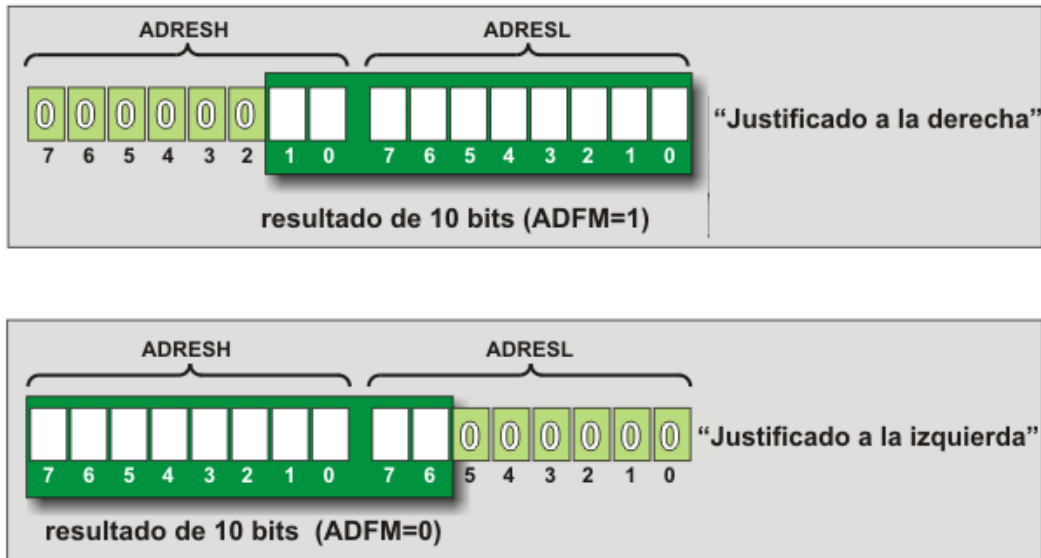 ADRESH ADRESL
0 0 0 0 0 0
"Justificado a la derecha"
7 6 5 4 3 2 1 0 7 6 5 4 3 2 1 0
resultado de 10 bits (ADFM=1)
ADRESH ADRESL
0 0 0 0 0 0
"Justificado a la izquierda"
7 6 5 4 3 2 1 0 7 6 5 4 3 2 1 0
resultado de 10 bits (ADFM=0)